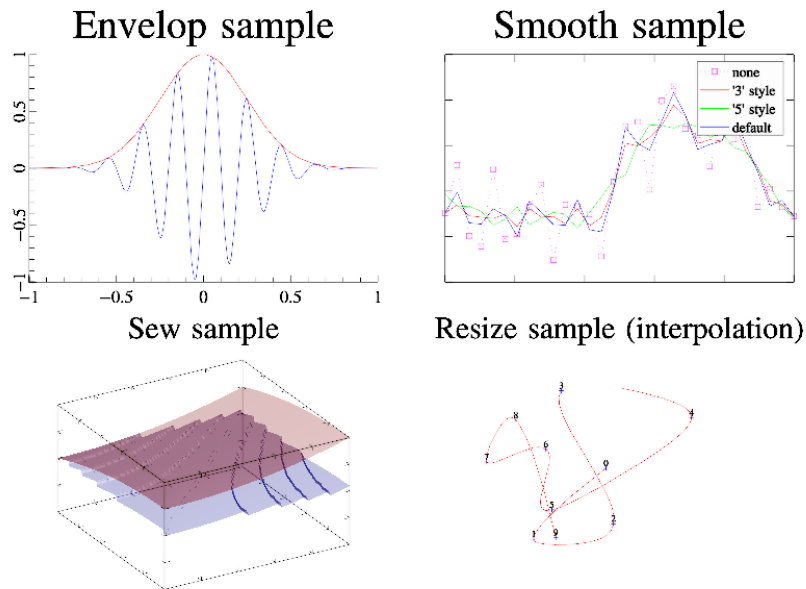 Envelop sample
Smooth sample
1
0.5
0
−0.5
−1
−1
−0.5
0
0.5
1
none
'3' style
'5' style
default
Sew sample
Resize sample (interpolation)
3
4
8
6
7
0
5
2
1
9